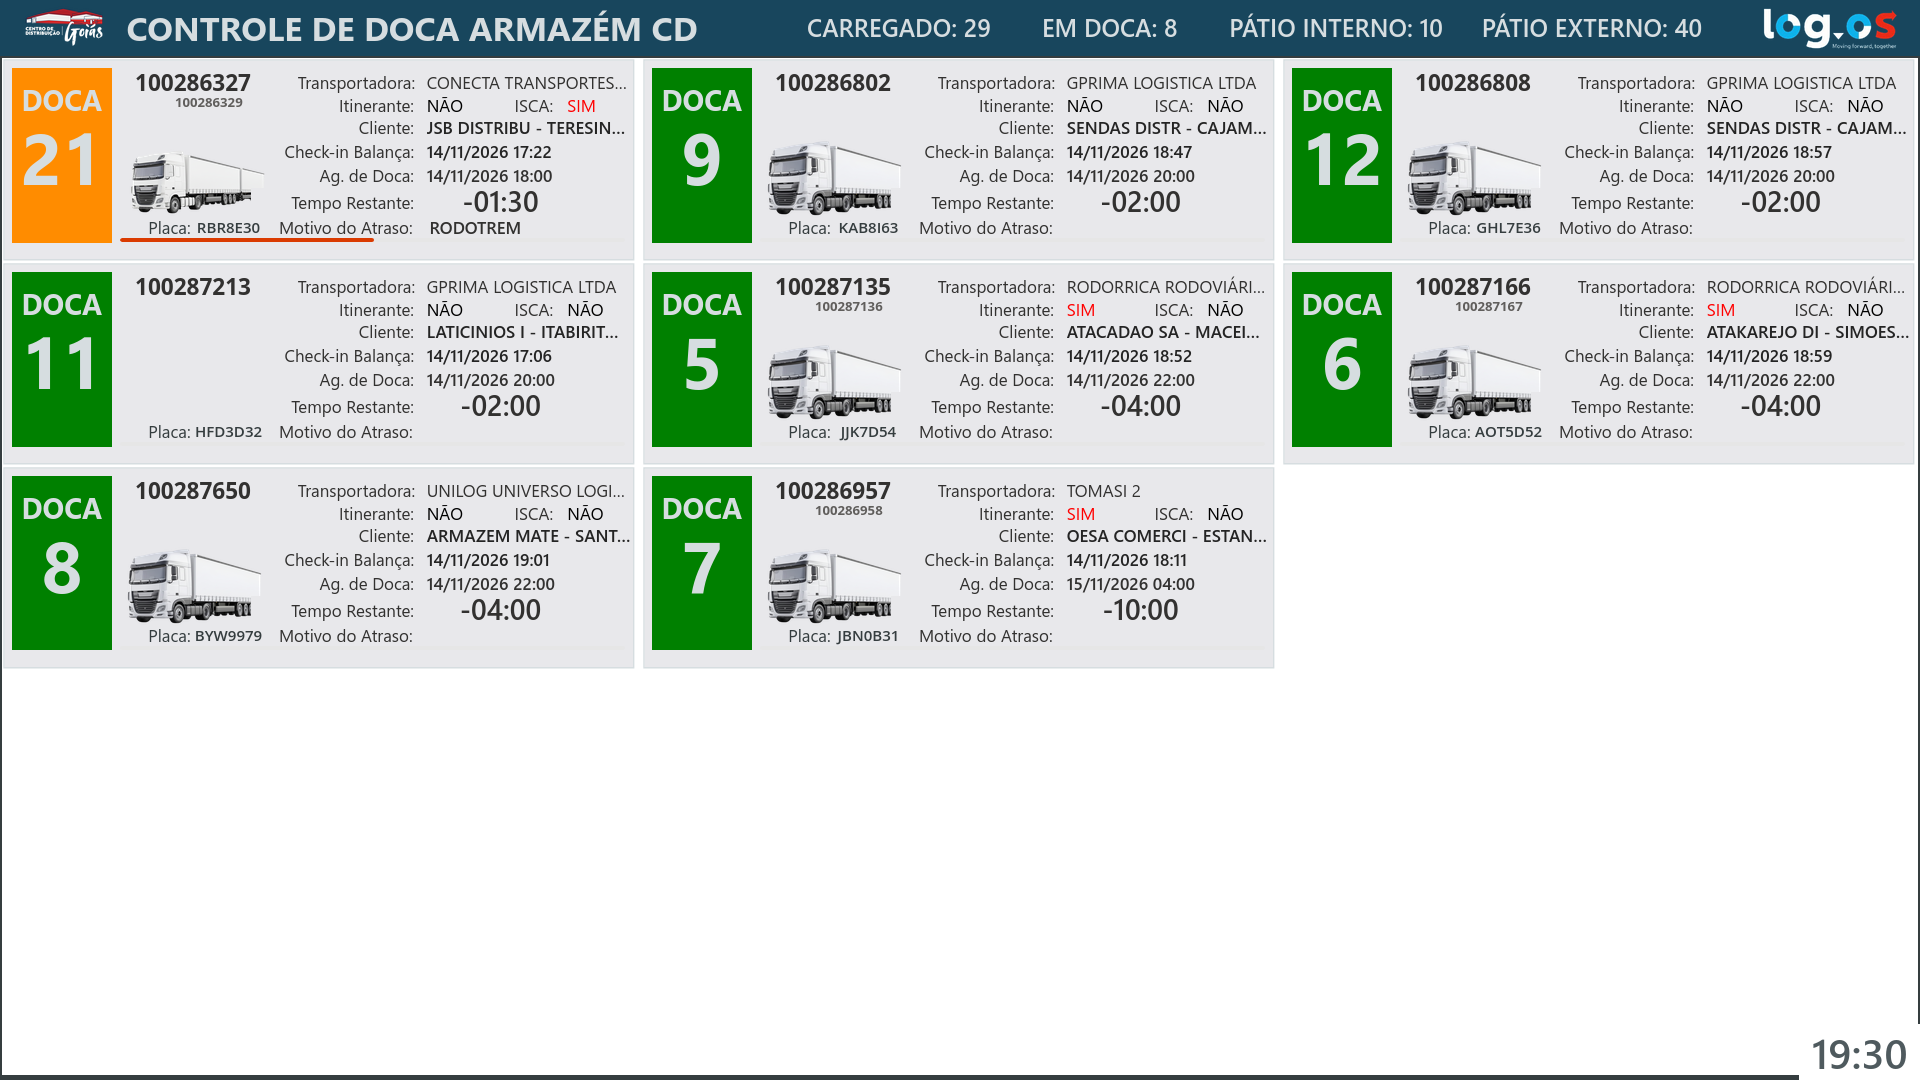 CENTRO DE DISTRIBUIÇÃO Goiás
CONTROLE DE DOCA ARMAZÉM CD
CARREGADO: 29
EM DOCA: 8
PÁTIO INTERNO: 10
PÁTIO EXTERNO: 40
log.os
Moving forward, together
DOCA
21
100286327
100286329
Placa: RBR8E30
Transportadora: CONECTA TRANSPORTES...
Itinerante: NÃO ISCA: SIM
Cliente: JSB DISTRIBU - TERESIN...
Check-in Balança: 14/11/2026 17:22
Ag. de Doca: 14/11/2026 18:00
Tempo Restante: -01:30
Motivo do Atraso: RODOTREM
DOCA
9
100286802
Placa: KAB8I63
Transportadora: GPRIMA LOGISTICA LTDA
Itinerante: NÃO ISCA: NÃO
Cliente: SENDAS DISTR - CAJAM...
Check-in Balança: 14/11/2026 18:47
Ag. de Doca: 14/11/2026 20:00
Tempo Restante: -02:00
Motivo do Atraso:
DOCA
12
100286808
Placa: GHL7E36
Transportadora: GPRIMA LOGISTICA LTDA
Itinerante: NÃO ISCA: NÃO
Cliente: SENDAS DISTR - CAJAM...
Check-in Balança: 14/11/2026 18:57
Ag. de Doca: 14/11/2026 20:00
Tempo Restante: -02:00
Motivo do Atraso:
DOCA
11
100287213
Placa: HFD3D32
Transportadora: GPRIMA LOGISTICA LTDA
Itinerante: NÃO ISCA: NÃO
Cliente: LATICINIOS I - ITABIRIT...
Check-in Balança: 14/11/2026 17:06
Ag. de Doca: 14/11/2026 20:00
Tempo Restante: -02:00
Motivo do Atraso:
DOCA
5
100287135
100287136
Placa: JJK7D54
Transportadora: RODORRICA RODOVIÁRI...
Itinerante: SIM ISCA: NÃO
Cliente: ATACADAO SA - MACEI...
Check-in Balança: 14/11/2026 18:52
Ag. de Doca: 14/11/2026 22:00
Tempo Restante: -04:00
Motivo do Atraso:
DOCA
6
100287166
100287167
Placa: AOT5D52
Transportadora: RODORRICA RODOVIÁRI...
Itinerante: SIM ISCA: NÃO
Cliente: ATAKAREJO DI - SIMOES...
Check-in Balança: 14/11/2026 18:59
Ag. de Doca: 14/11/2026 22:00
Tempo Restante: -04:00
Motivo do Atraso:
DOCA
8
100287650
Placa: BYW9979
Transportadora: UNILOG UNIVERSO LOGI...
Itinerante: NÃO ISCA: NÃO
Cliente: ARMAZEM MATE - SANT...
Check-in Balança: 14/11/2026 19:01
Ag. de Doca: 14/11/2026 22:00
Tempo Restante: -04:00
Motivo do Atraso:
DOCA
7
100286957
100286958
Placa: JBN0B31
Transportadora: TOMASI 2
Itinerante: SIM ISCA: NÃO
Cliente: OESA COMERCI - ESTAN...
Check-in Balança: 14/11/2026 18:11
Ag. de Doca: 15/11/2026 04:00
Tempo Restante: -10:00
Motivo do Atraso:
19:30